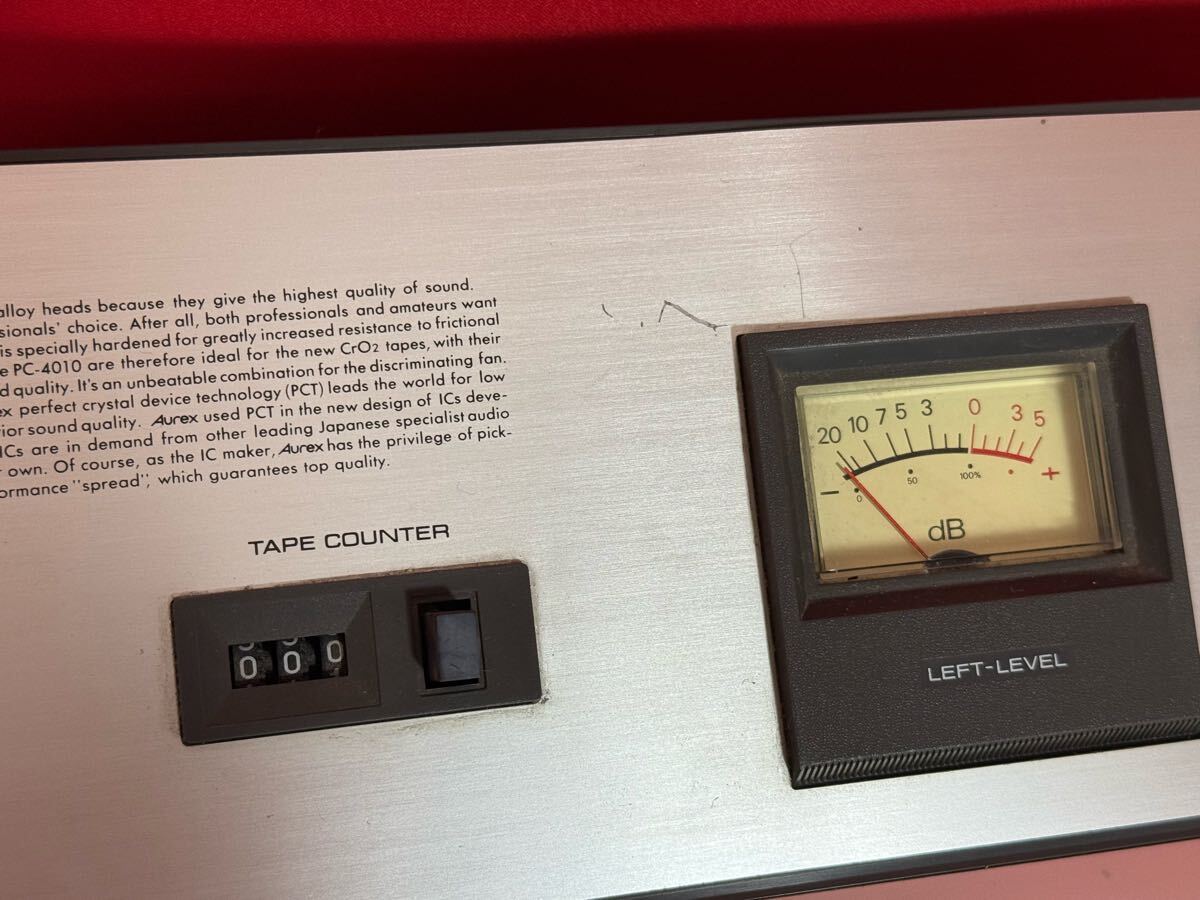 alloy heads because they give the highest quality of sound.
sionals' choice. After all, both professionals and amateurs want
is specially hardened for greatly increased resistance to frictional
e PC-4010 are therefore ideal for the new CrO2 tapes, with their
d quality. It's an unbeatable combination for the discriminating fan.
ex perfect crystal device technology (PCT) leads the world for low
ior sound quality. Aurex used PCT in the new design of ICs deve-
ICs are in demand from other leading Japanese specialist audio
own. Of course, as the IC maker, Aurex has the privilege of pick-
ormance "spread", which guarantees top quality.
TAPE COUNTER
0 0 0
20 10 7 5 3 0 3 5
- 0 50 100% +
dB
LEFT-LEVEL